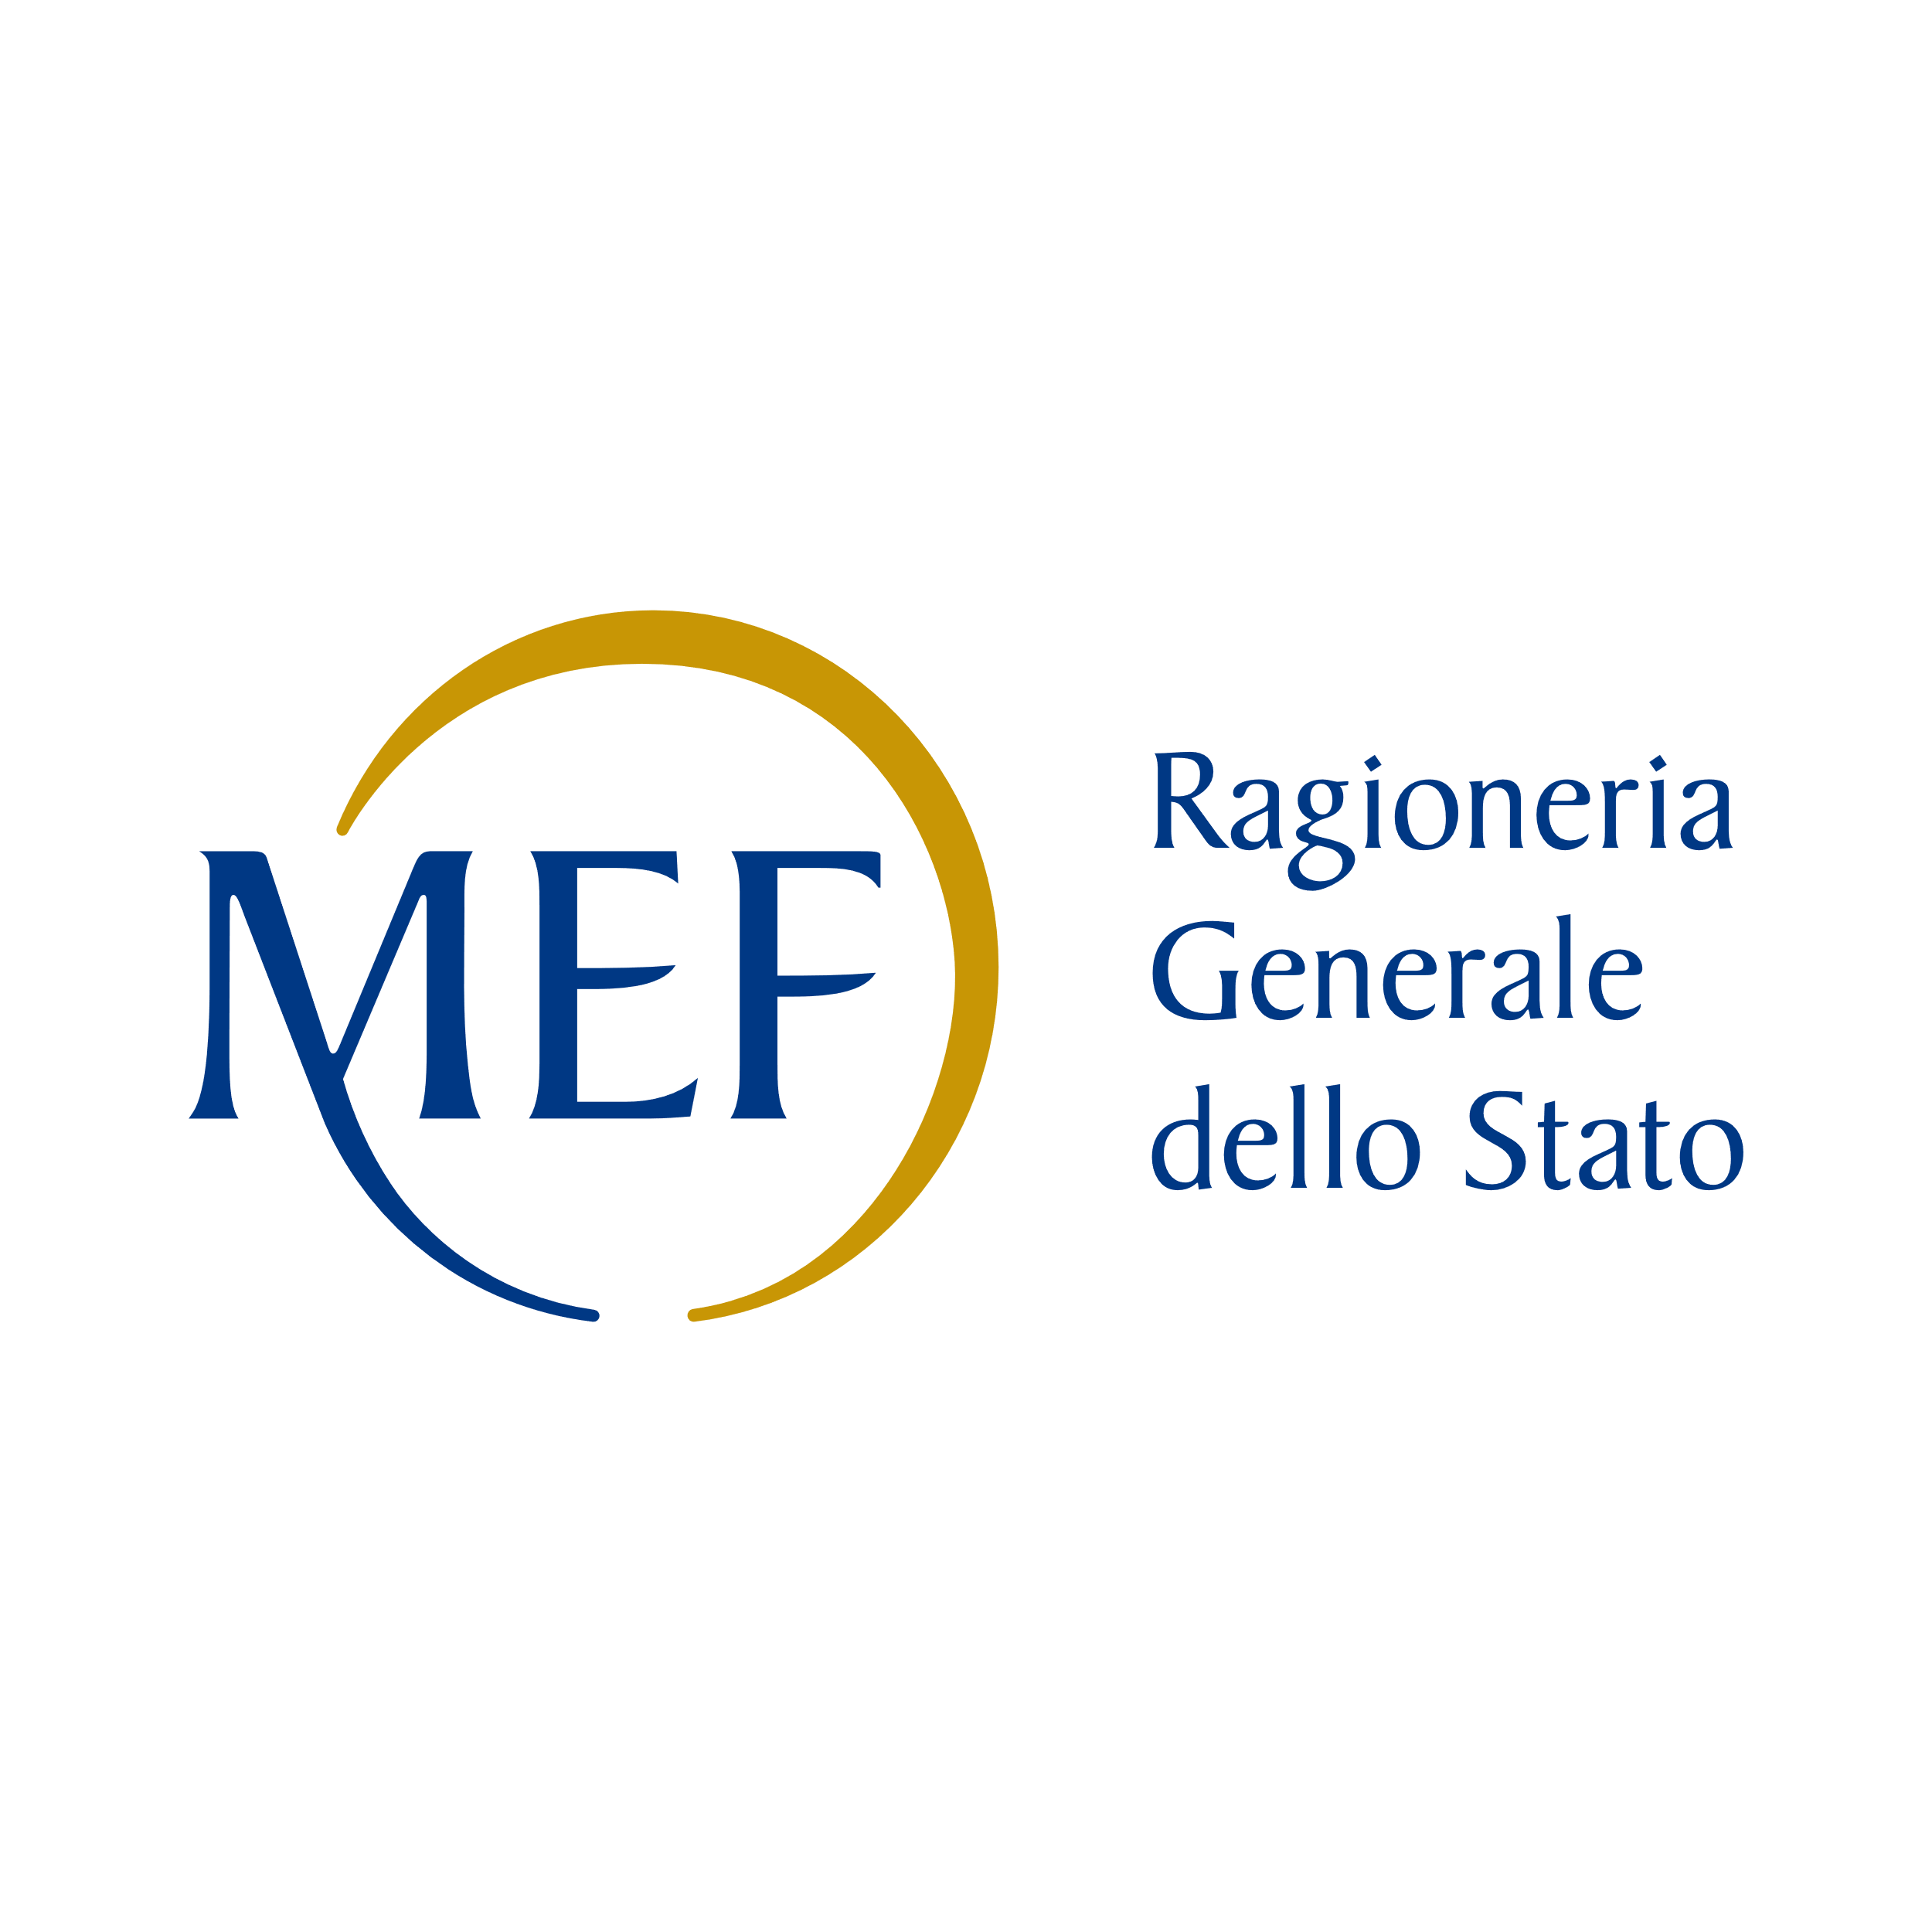 MEF
Ragioneria
Generale
dello Stato